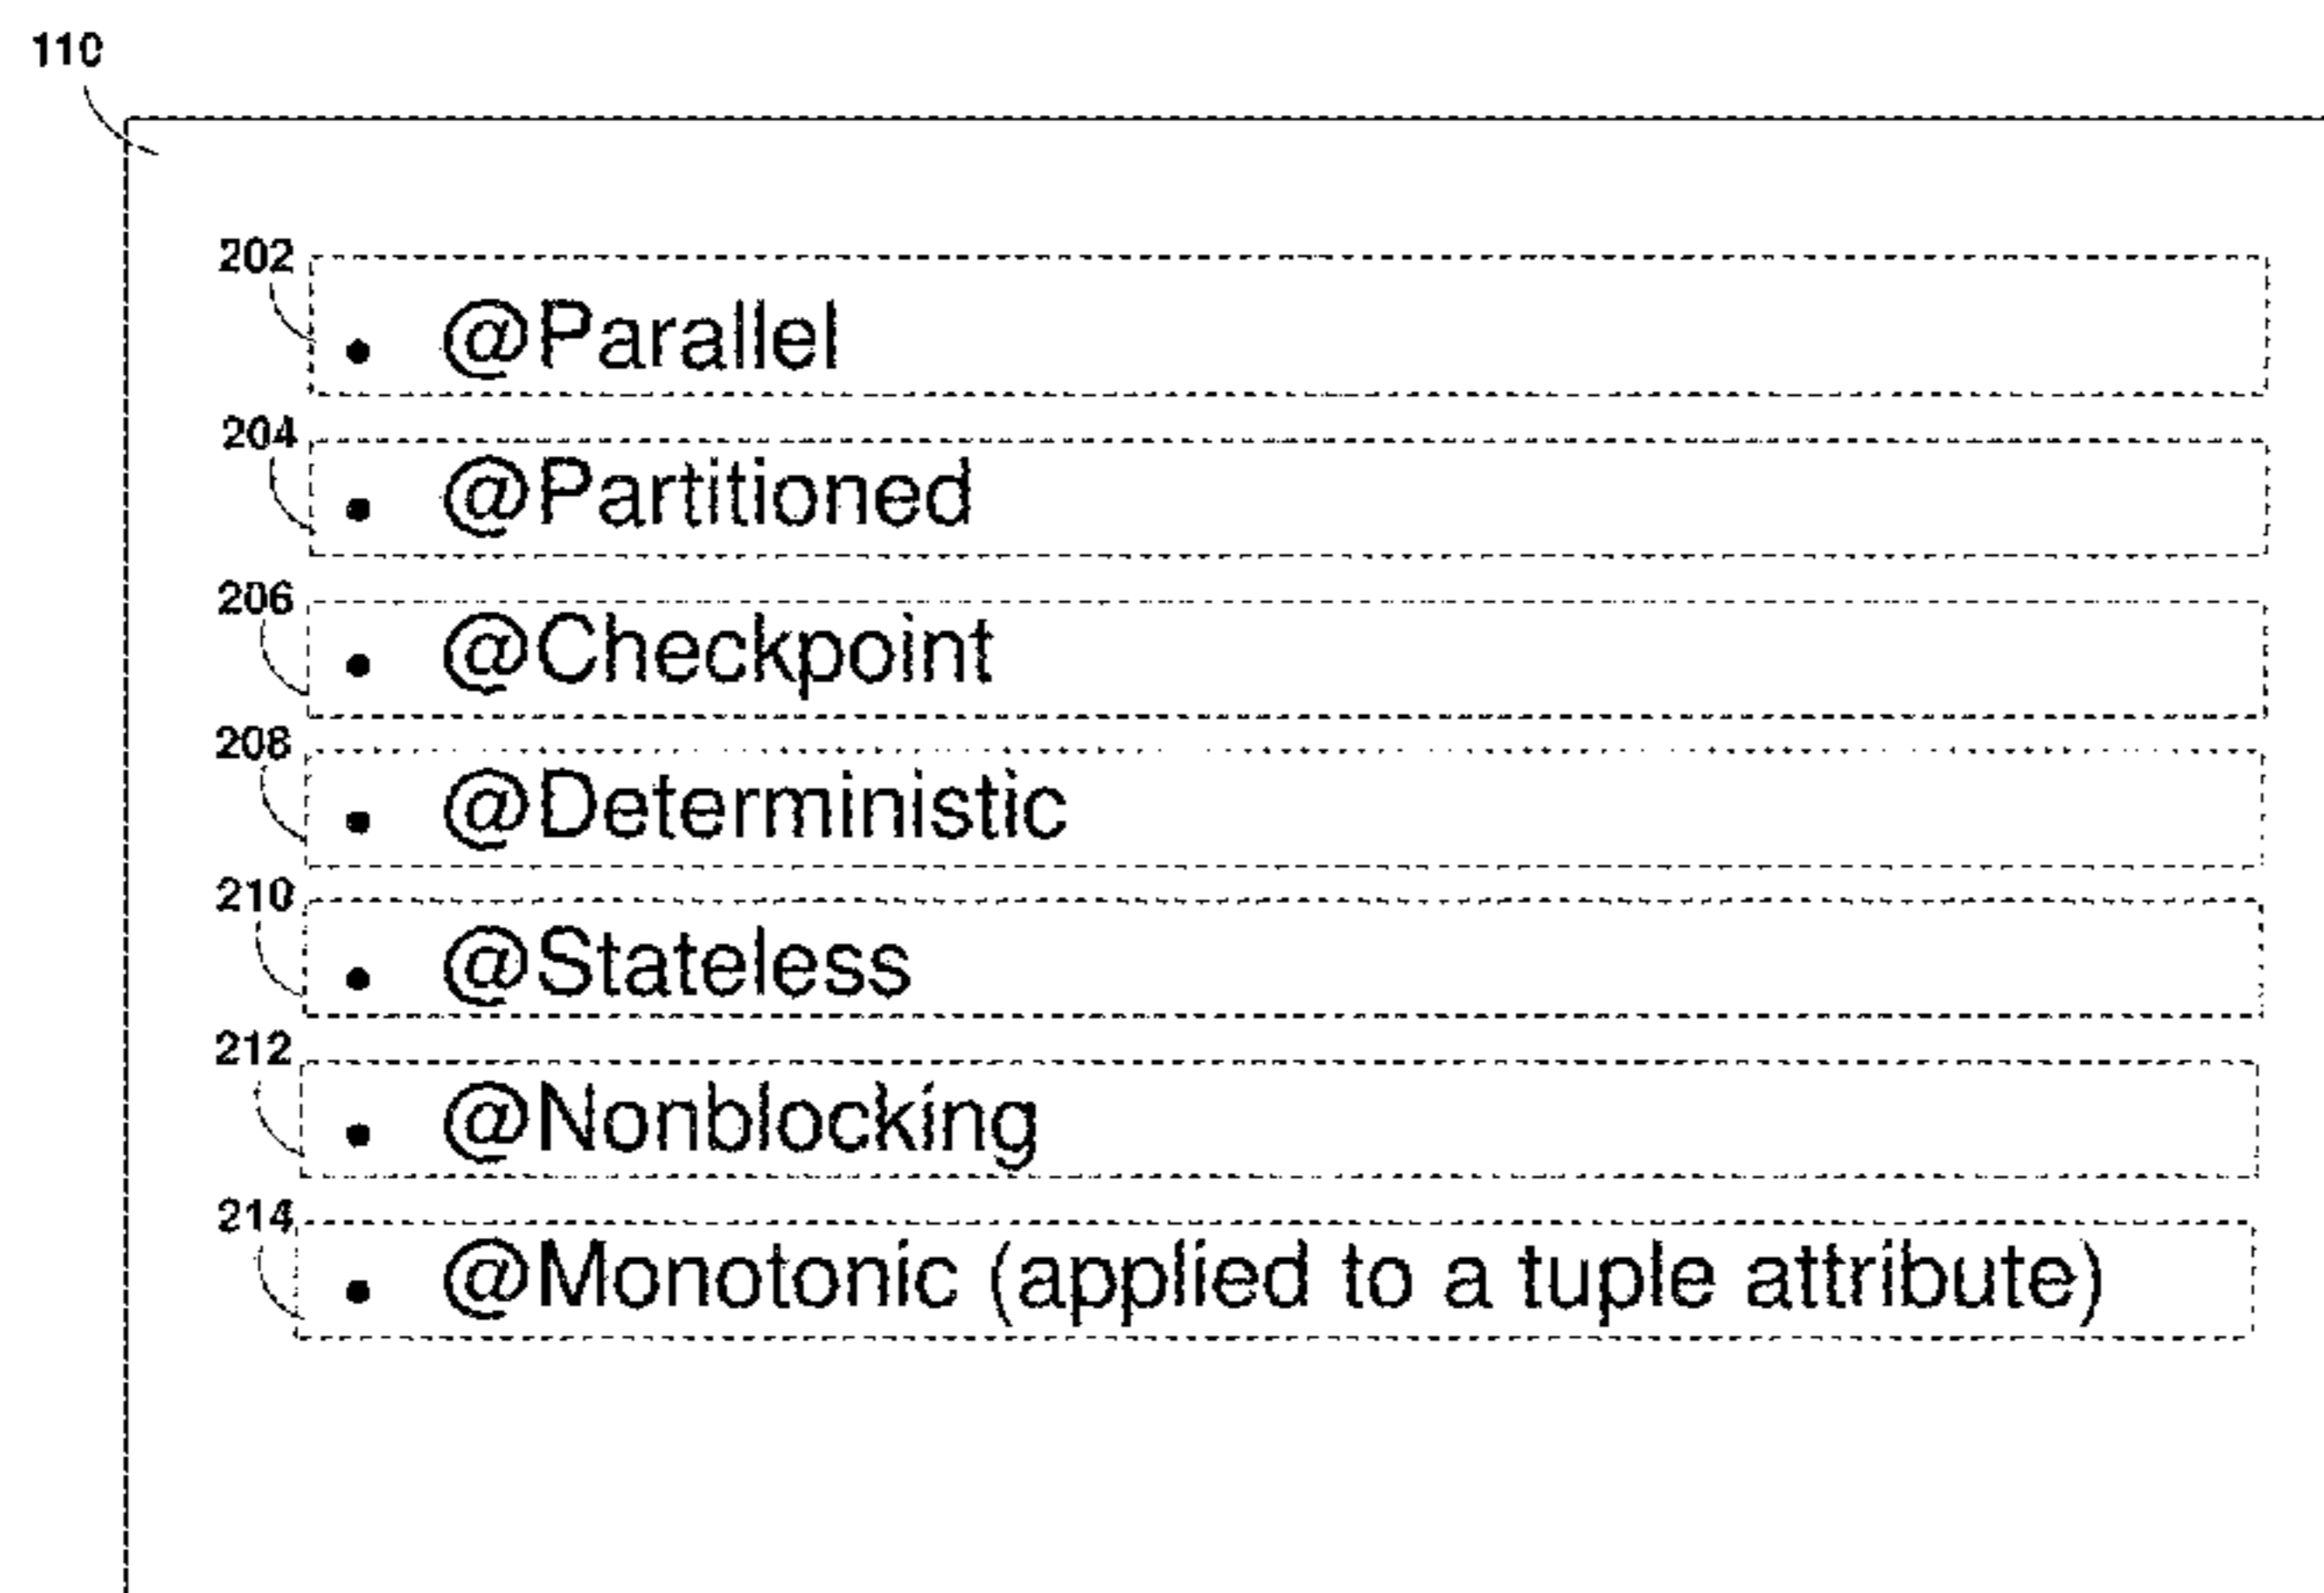 110
202
• @Parallel
204
• @Partitioned
206
• @Checkpoint
208
• @Deterministic
210
• @Stateless
212
• @Nonblocking
214
• @Monotonic (applied to a tuple attribute)